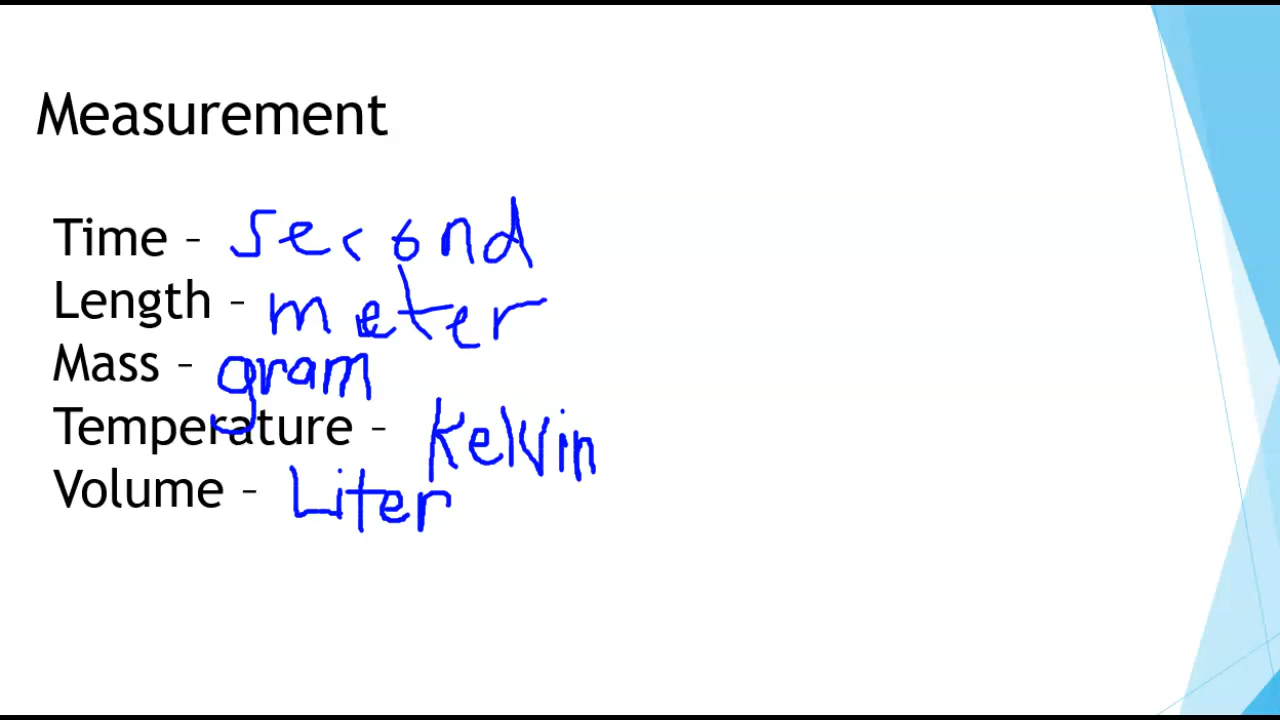 Measurement
Time - second
Length - meter
Mass - gram
Temperature - Kelvin
Volume - Liter